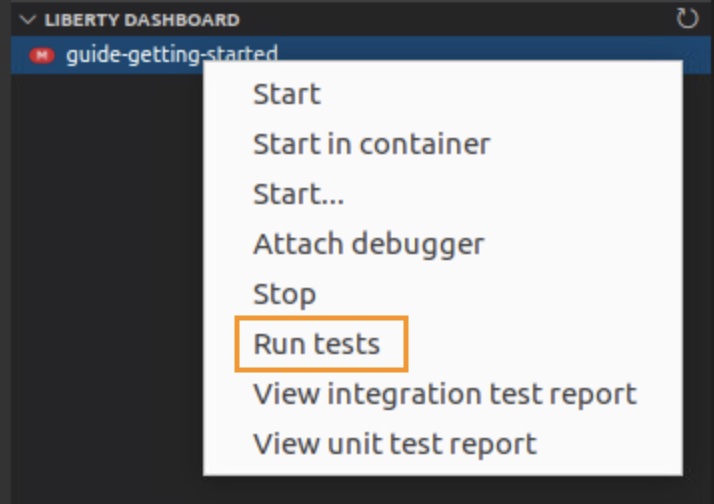 LIBERTY DASHBOARD
M guide-getting-started
Start
Start in container
Start...
Attach debugger
Stop
Run tests
View integration test report
View unit test report